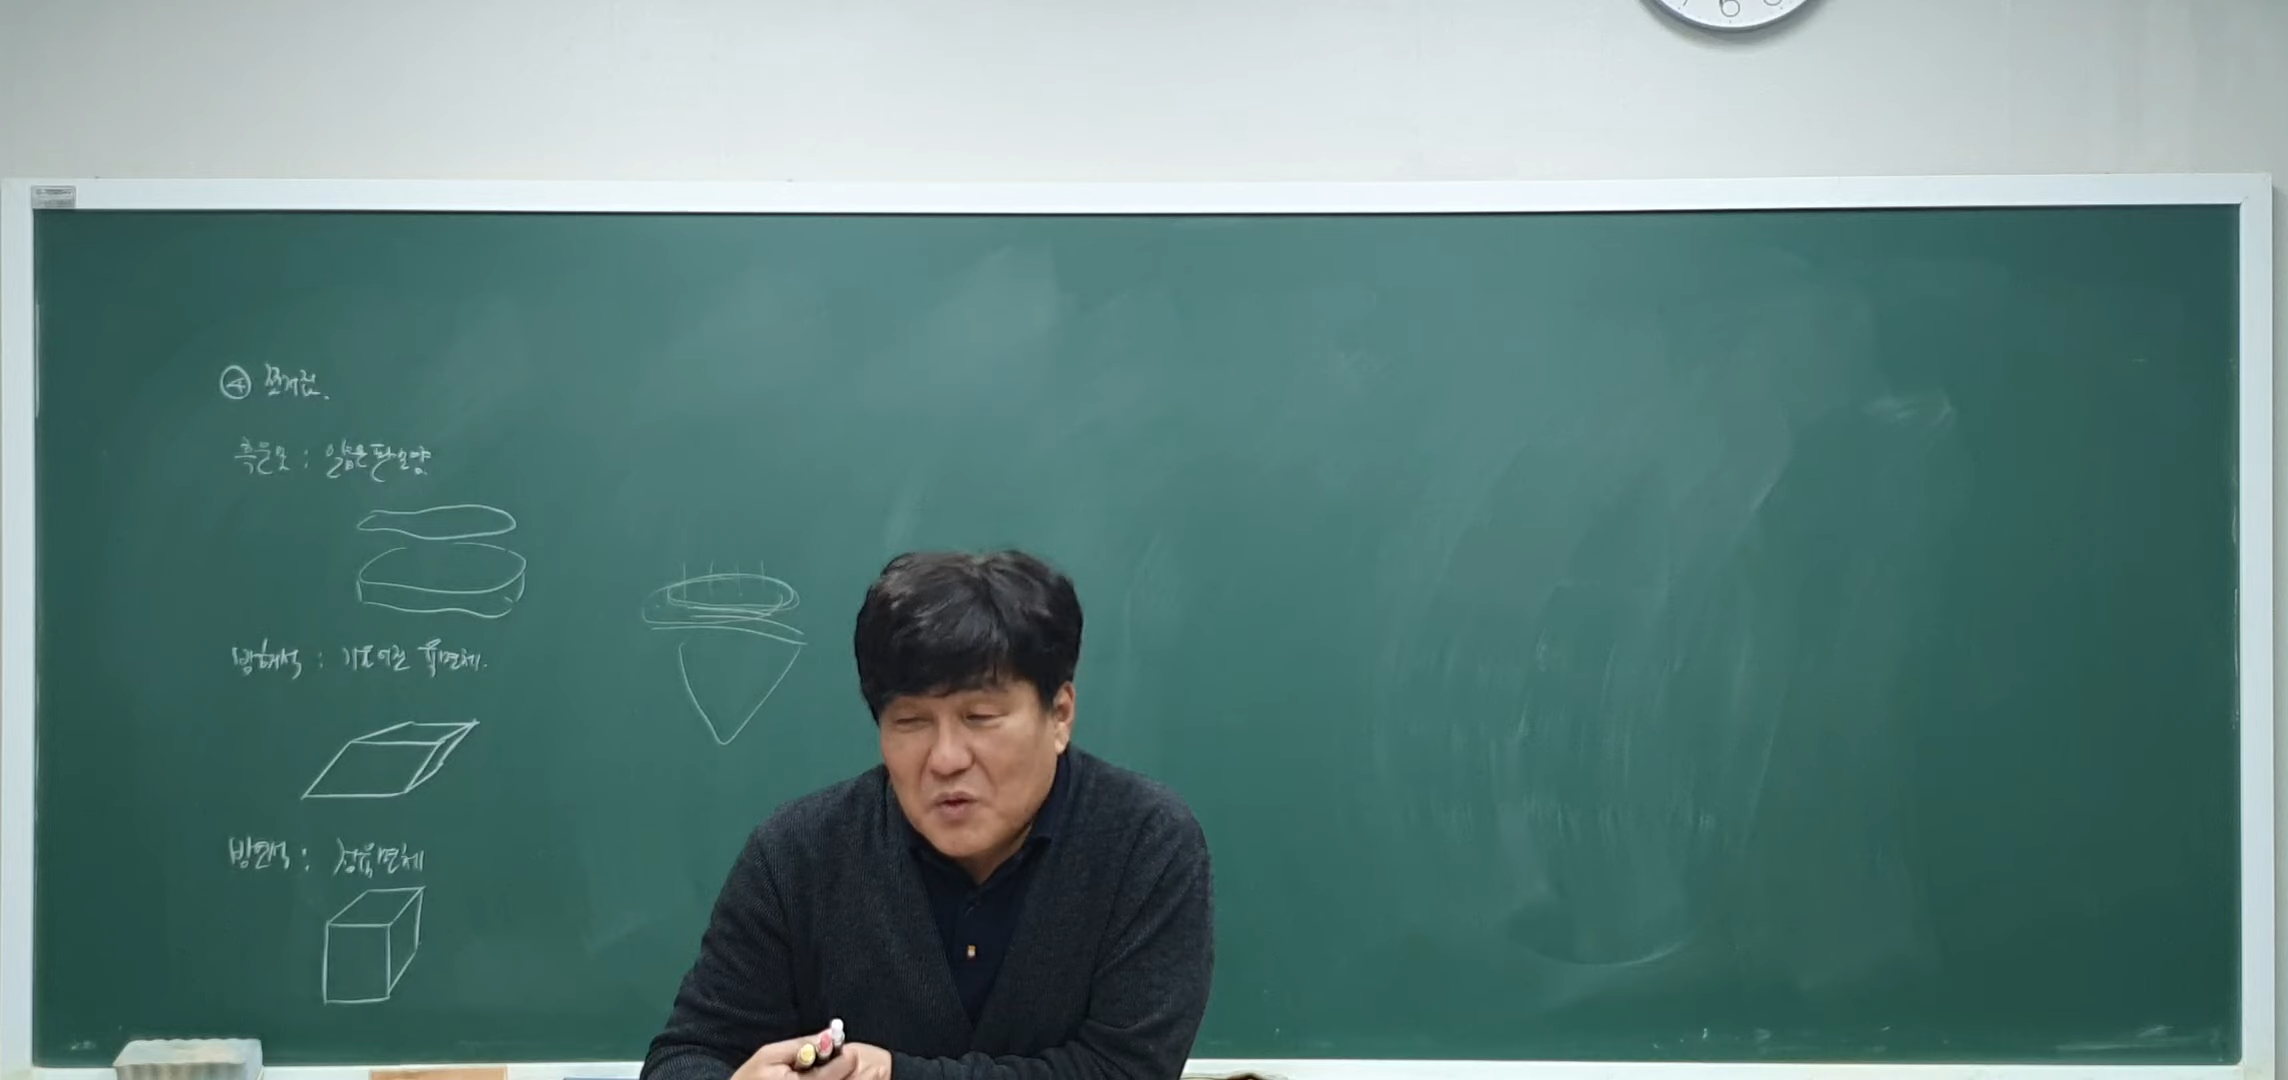 ④ 쪼개짐.
흑운모 : 얇은 판모양
방해석 : 기울어진 육면체.
방연석 : 정육면체
6